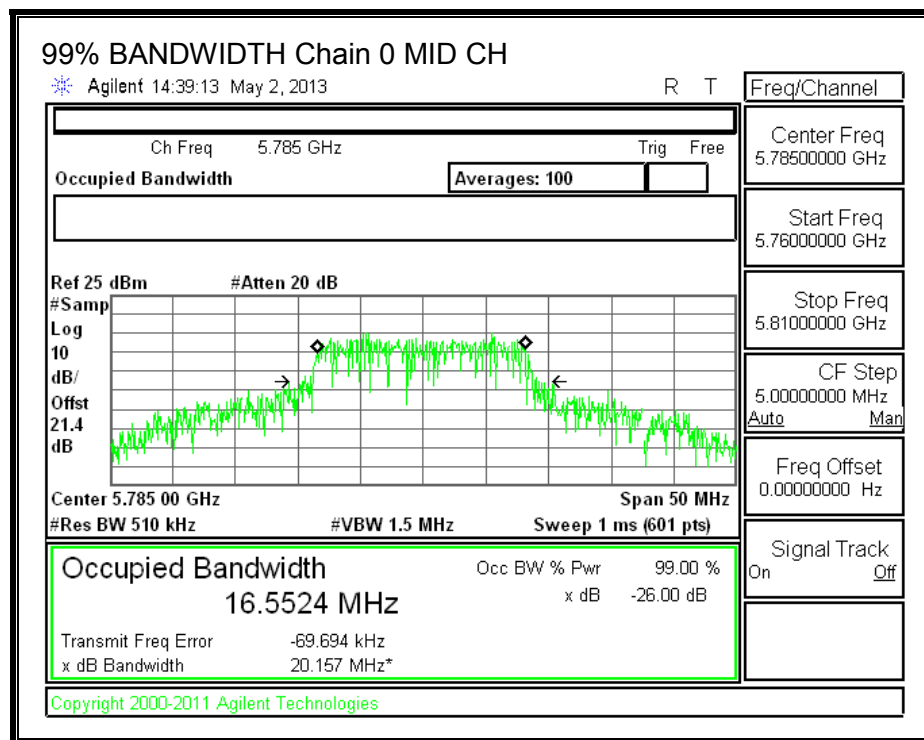 99% BANDWIDTH Chain 0 MID CH
Agilent 14:39:13 May 2, 2013 R T
Freq/Channel
Ch Freq 5.785 GHz Trig Free
Occupied Bandwidth Averages: 100
Center Freq
5.78500000 GHz
Start Freq
5.76000000 GHz
Stop Freq
5.81000000 GHz
CF Step
5.00000000 MHz
Auto Man
Freq Offset
0.00000000 Hz
Signal Track
On Off
Ref 25 dBm #Atten 20 dB
#Samp
Log
10
dB/
Offst
21.4
dB
Center 5.785 00 GHz Span 50 MHz
#Res BW 510 kHz #VBW 1.5 MHz Sweep 1 ms (601 pts)
Occupied Bandwidth Occ BW % Pwr 99.00 %
16.5524 MHz x dB -26.00 dB
Transmit Freq Error -69.694 kHz
x dB Bandwidth 20.157 MHz*
Copyright 2000-2011 Agilent Technologies